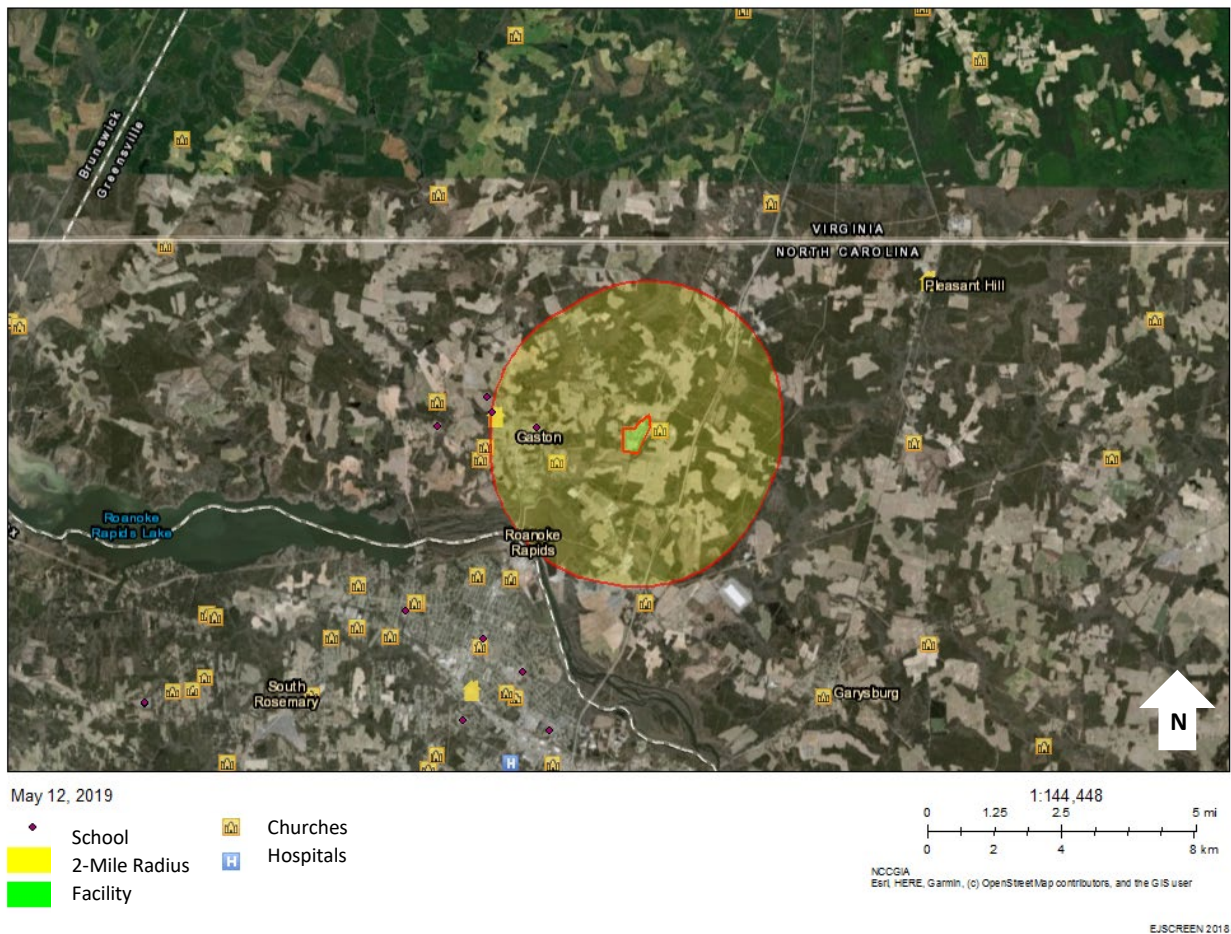 Brunswick
Greensville
VIRGINIA
NORTH CAROLINA
Pleasant Hill
Gaston
Roanoke
Rapids Lake
Roanoke
Rapids
South
Rosemary
Garysburg
N
May 12, 2019
School
2-Mile Radius
Facility
Churches
H
Hospitals
1:144,448
0 1.25 2.5 5 mi
0 2 4 8 km
NCCGIA
Esri, HERE, Garmin, (c) OpenStreetMap contributors, and the GIS user
EJSCREEN 2018